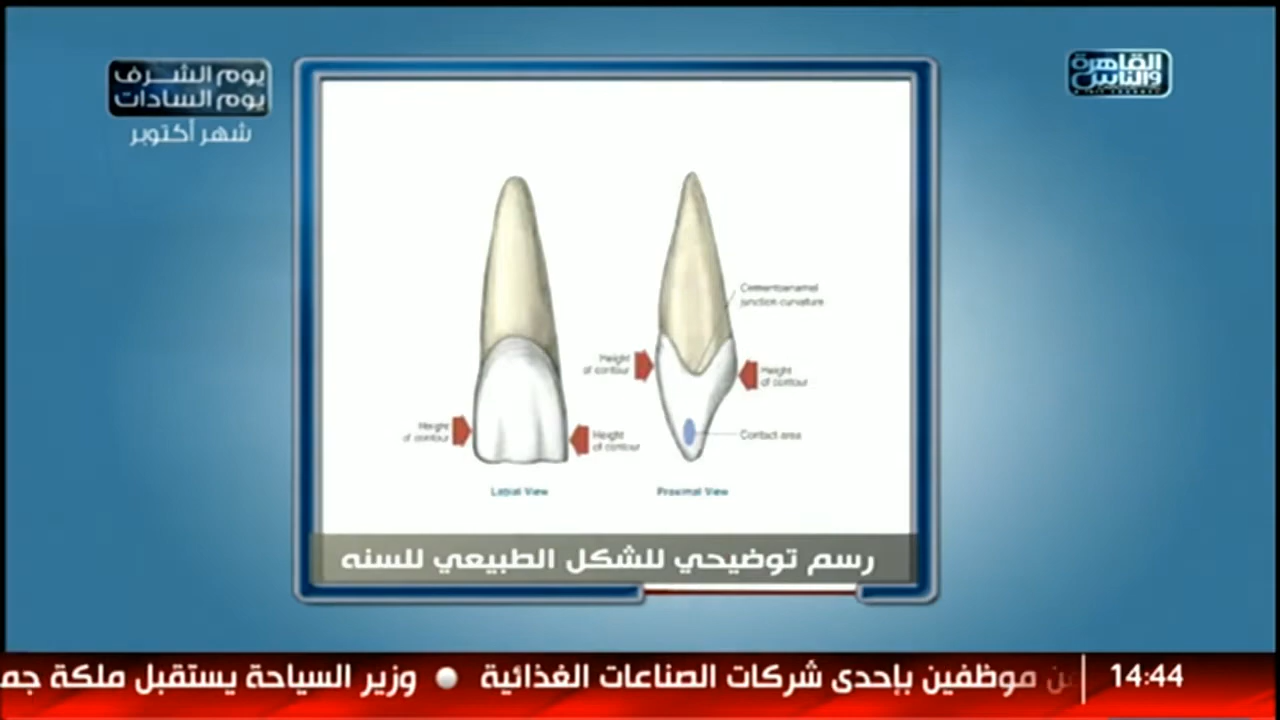 يوم الشرف
يوم السادات
شهر أكتوبر
القاهرة
والناس
Cementoenamel
junction curvature
Height
of contour
Height
of contour
Height
of contour
Height
of contour
Contact area
Labial View
Proximal View
رسم توضيحي للشكل الطبيعي للسنه
14:44
موظفين بإحدى شركات الصناعات الغذائية ● وزير السياحة يستقبل ملكة